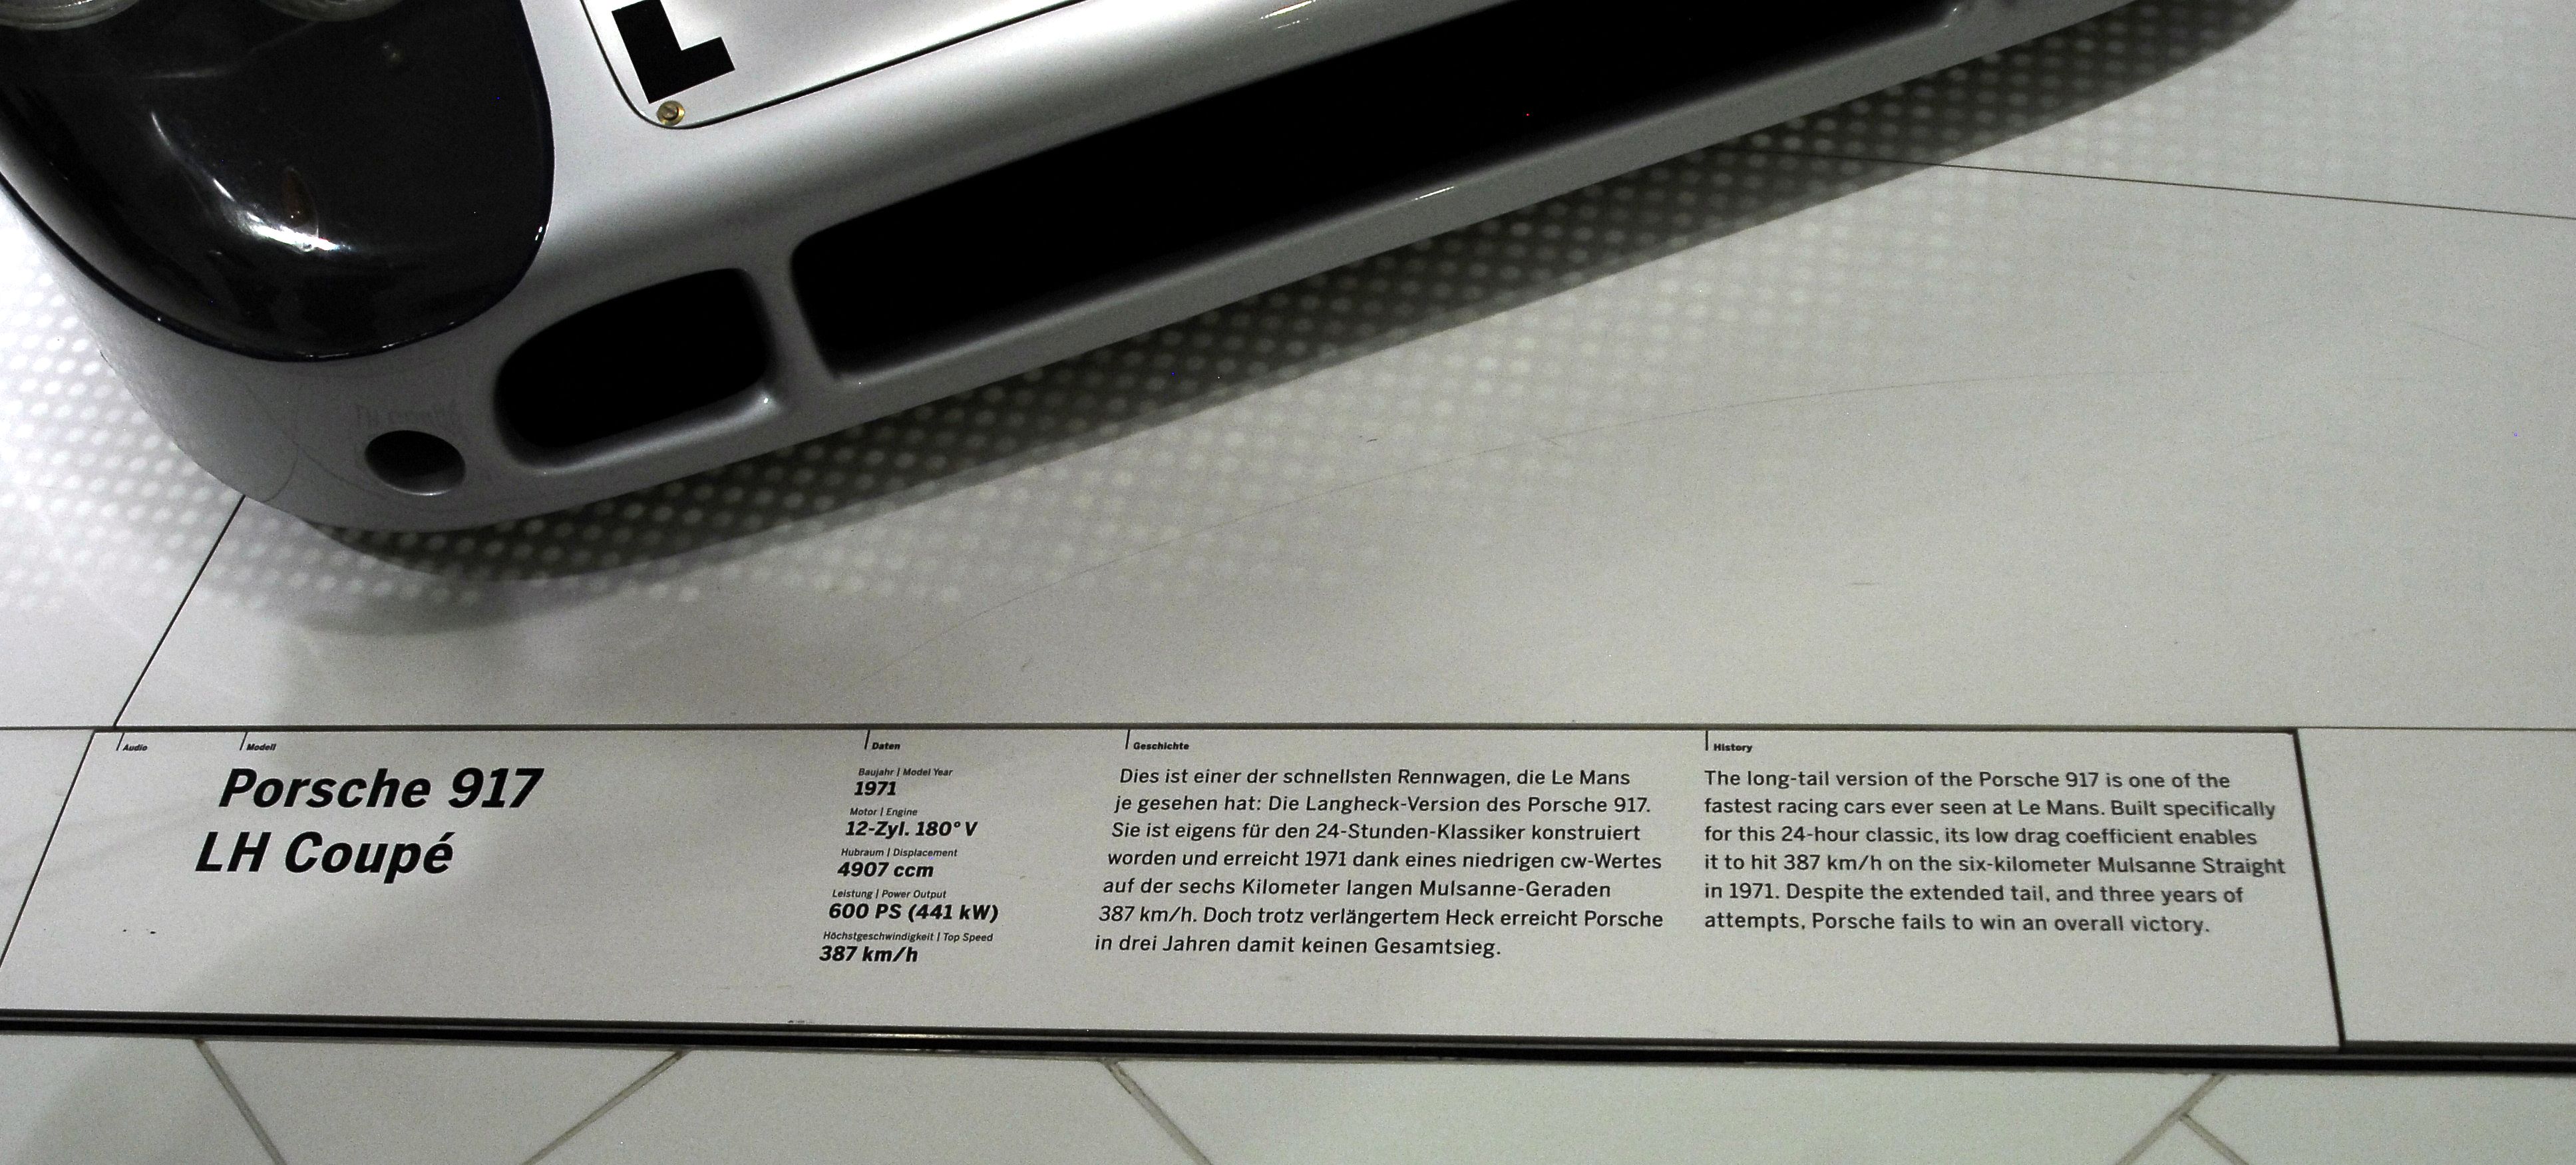 L
Audio
Modell
Porsche 917
LH Coupé
Daten
Baujahr | Model Year
1971
Motor | Engine
12-Zyl. 180° V
Hubraum | Displacement
4907 ccm
Leistung | Power Output
600 PS (441 kW)
Höchstgeschwindigkeit | Top Speed
387 km/h
Geschichte
Dies ist einer der schnellsten Rennwagen, die Le Mans
je gesehen hat: Die Langheck-Version des Porsche 917.
Sie ist eigens für den 24-Stunden-Klassiker konstruiert
worden und erreicht 1971 dank eines niedrigen cw-Wertes
auf der sechs Kilometer langen Mulsanne-Geraden
387 km/h. Doch trotz verlängertem Heck erreicht Porsche
in drei Jahren damit keinen Gesamtsieg.
History
The long-tail version of the Porsche 917 is one of the
fastest racing cars ever seen at Le Mans. Built specifically
for this 24-hour classic, its low drag coefficient enables
it to hit 387 km/h on the six-kilometer Mulsanne Straight
in 1971. Despite the extended tail, and three years of
attempts, Porsche fails to win an overall victory.